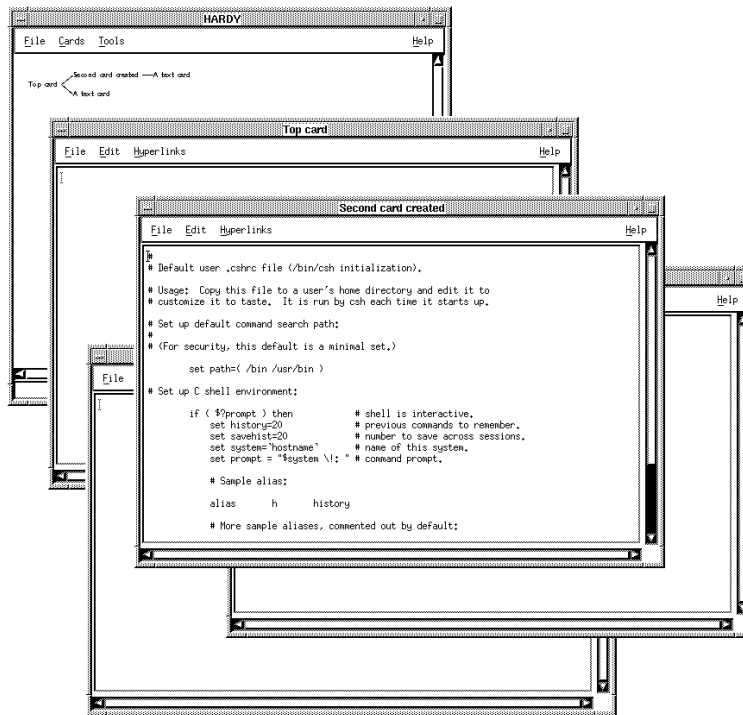 HARDY
File Cards Tools Help
Top card
Second card created
A text card
A text card
Top card
File Edit Hyperlinks Help
Second card created
File Edit Hyperlinks Help
#
# Default user .cshrc file (/bin/csh initialization).
# Usage:  Copy this file to a user's home directory and edit it to
# customize it to taste.  It is run by csh each time it starts up.
# Set up default command search path:
#
# (For security, this default is a minimal set.)
set path=( /bin /usr/bin )
# Set up C shell environment:
if ( $?prompt ) then # shell is interactive.
set history=20 # previous commands to remember.
set savehist=20 # number to save across sessions.
set system=`hostname` # name of this system.
set prompt = "$system \!: " # command prompt.
# Sample alias:
alias h history
# More sample aliases, commented out by default:
Help
File